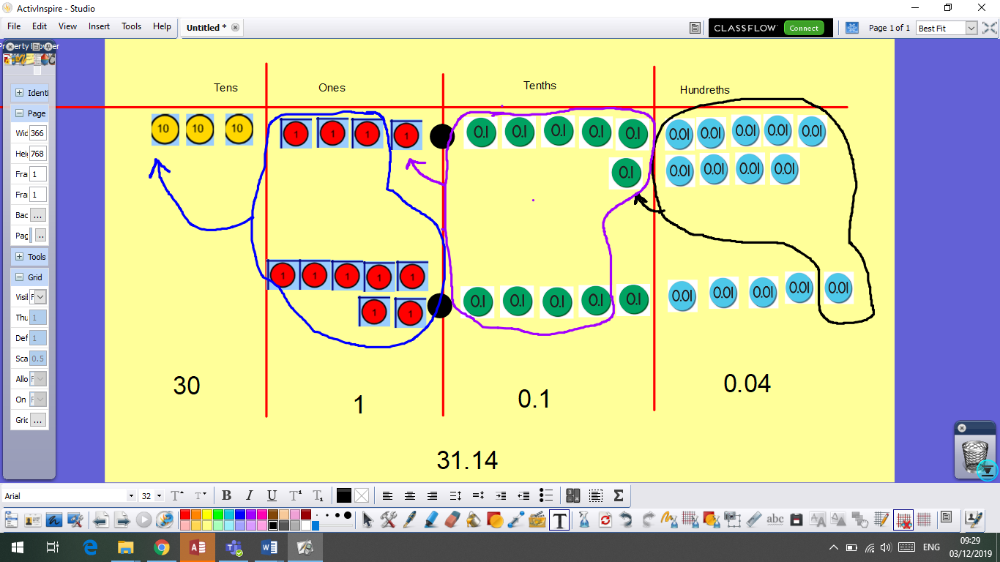 ActivInspire - Studio
File Edit View Insert Tools Help Untitled * CLASSFLOW Connect Page 1 of 1 Best Fit
Tens Ones Tenths Hundreths
10 10 10 1 1 1 1 0.1 0.1 0.1 0.1 0.1 0.01 0.01 0.01 0.01 0.01
0.1 0.01 0.01 0.01 0.01
1 1 1 1 1 0.1 0.1 0.1 0.1 0.1 0.01 0.01 0.01 0.01 0.01
1 1
30 1 0.1 0.04
31.14
Identi
Page
Wic 366
Hei 768
Fra 1
Fra 1
Bac ...
Pag ..
Tools
Grid
Visil F
Thu 1
Def 1
Sca 0.5
Allo F
On F
Gric ...
Arial 32 B I U T T
T abc
ENG 09:29
03/12/2019